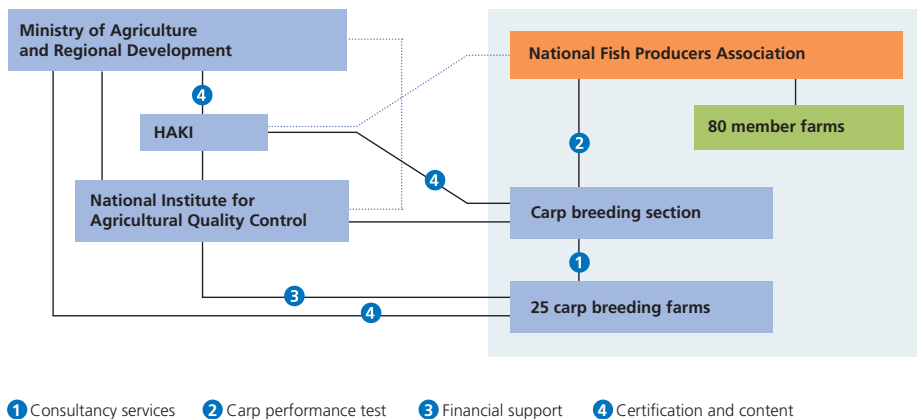 Ministry of Agriculture
and Regional Development
National Fish Producers Association
4
HAKI
80 member farms
2
4
National Institute for
Agricultural Quality Control
Carp breeding section
1
3
25 carp breeding farms
4
1 Consultancy services 2 Carp performance test 3 Financial support 4 Certification and content